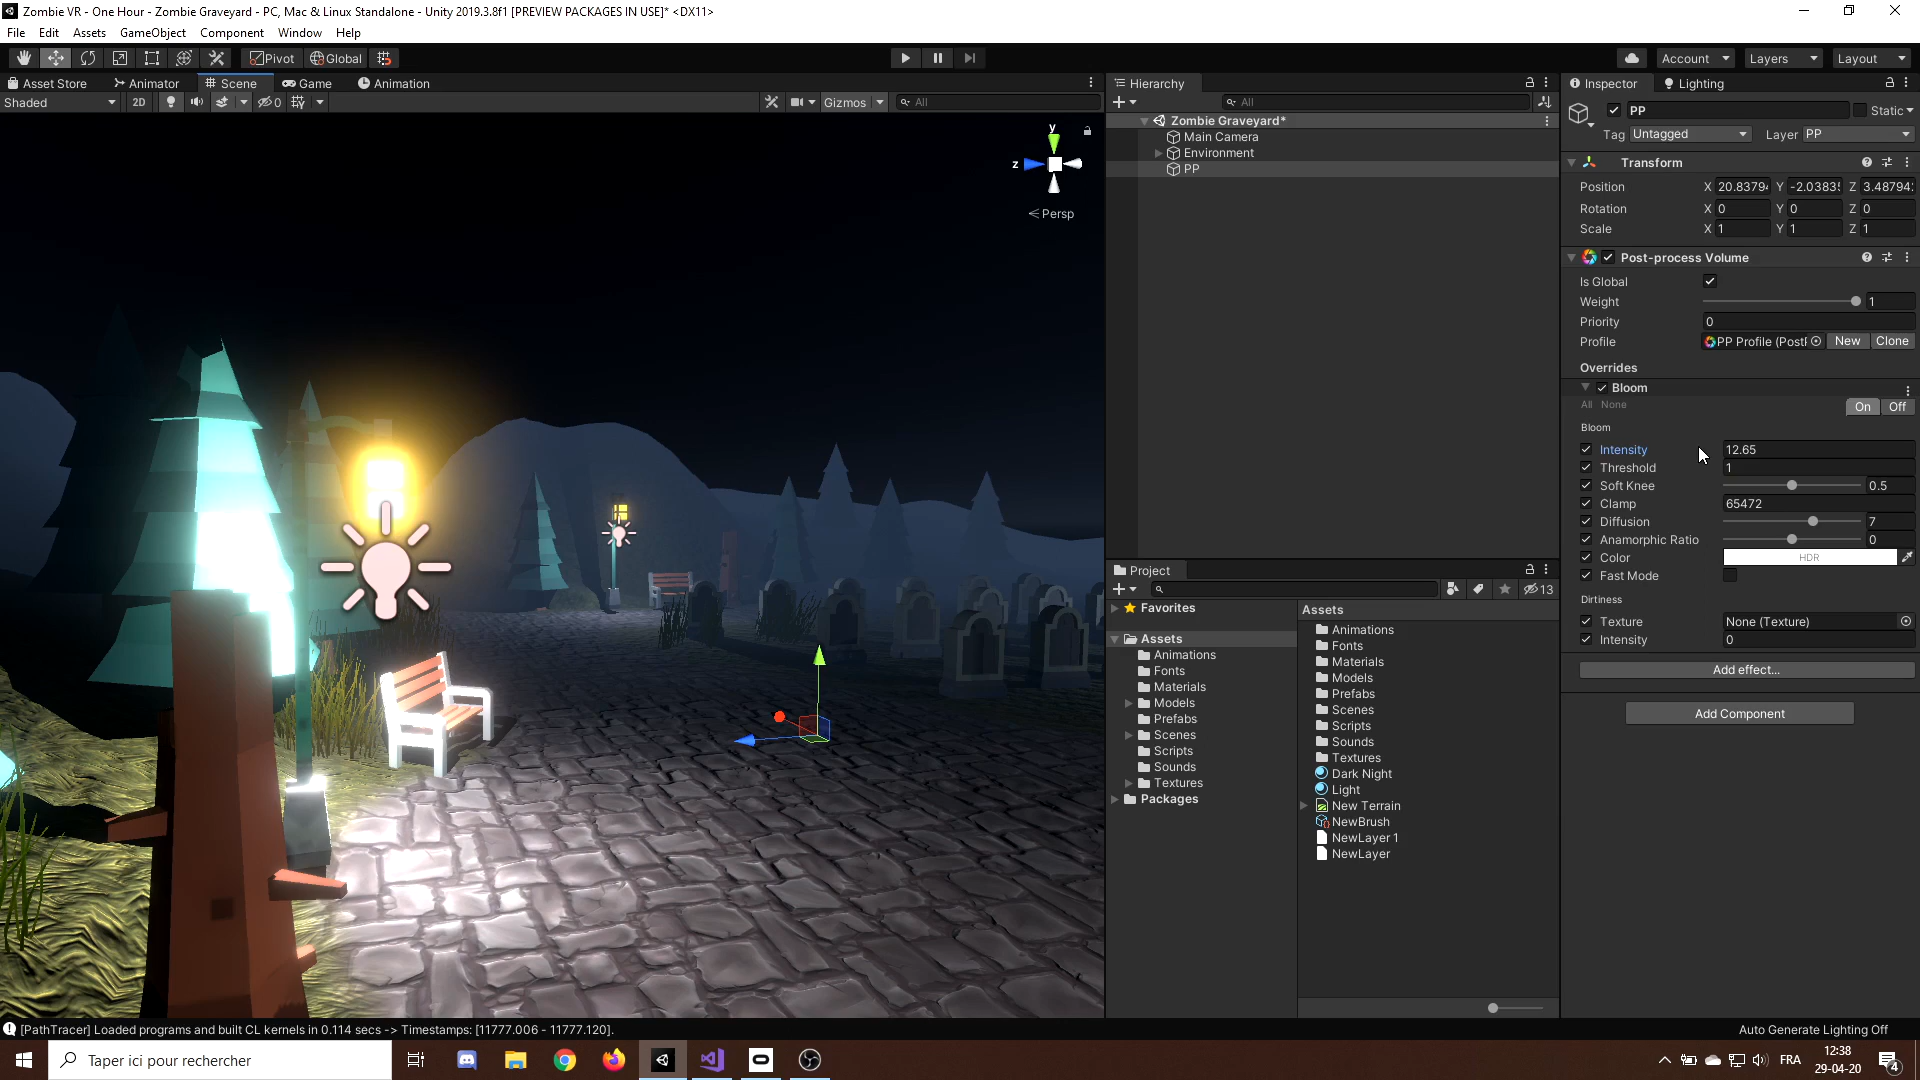 Zombie VR - One Hour - Zombie Graveyard - PC, Mac & Linux Standalone - Unity 2019.3.8f1 [PREVIEW PACKAGES IN USE]* <DX11>
File Edit Assets GameObject Component Window Help
Pivot Global Account Layers Layout
Asset Store Animator Scene Game Animation
Shaded 2D 0 Gizmos All
y
z
Persp
Hierarchy
All
Zombie Graveyard*
Main Camera
Environment
PP
Project
13
Favorites
Assets
Animations
Fonts
Materials
Models
Prefabs
Scenes
Scripts
Sounds
Textures
Packages
Assets
Animations
Fonts
Materials
Models
Prefabs
Scenes
Scripts
Sounds
Textures
Dark Night
Light
New Terrain
NewBrush
NewLayer 1
NewLayer
Inspector Lighting
PP Static
Tag Untagged Layer PP
Transform
Position X 20.8379 Y -2.0383 Z 3.48794
Rotation X 0 Y 0 Z 0
Scale X 1 Y 1 Z 1
Post-process Volume
Is Global
Weight 1
Priority 0
Profile PP Profile (Post New Clone
Overrides
Bloom
All None On Off
Bloom
Intensity 12.65
Threshold 1
Soft Knee 0.5
Clamp 65472
Diffusion 7
Anamorphic Ratio 0
Color HDR
Fast Mode
Dirtiness
Texture None (Texture)
Intensity 0
Add effect...
Add Component
[PathTracer] Loaded programs and built CL kernels in 0.114 secs -> Timestamps: [11777.006 - 11777.120].
Auto Generate Lighting Off
Taper ici pour rechercher
FRA
12:38
29-04-20
4